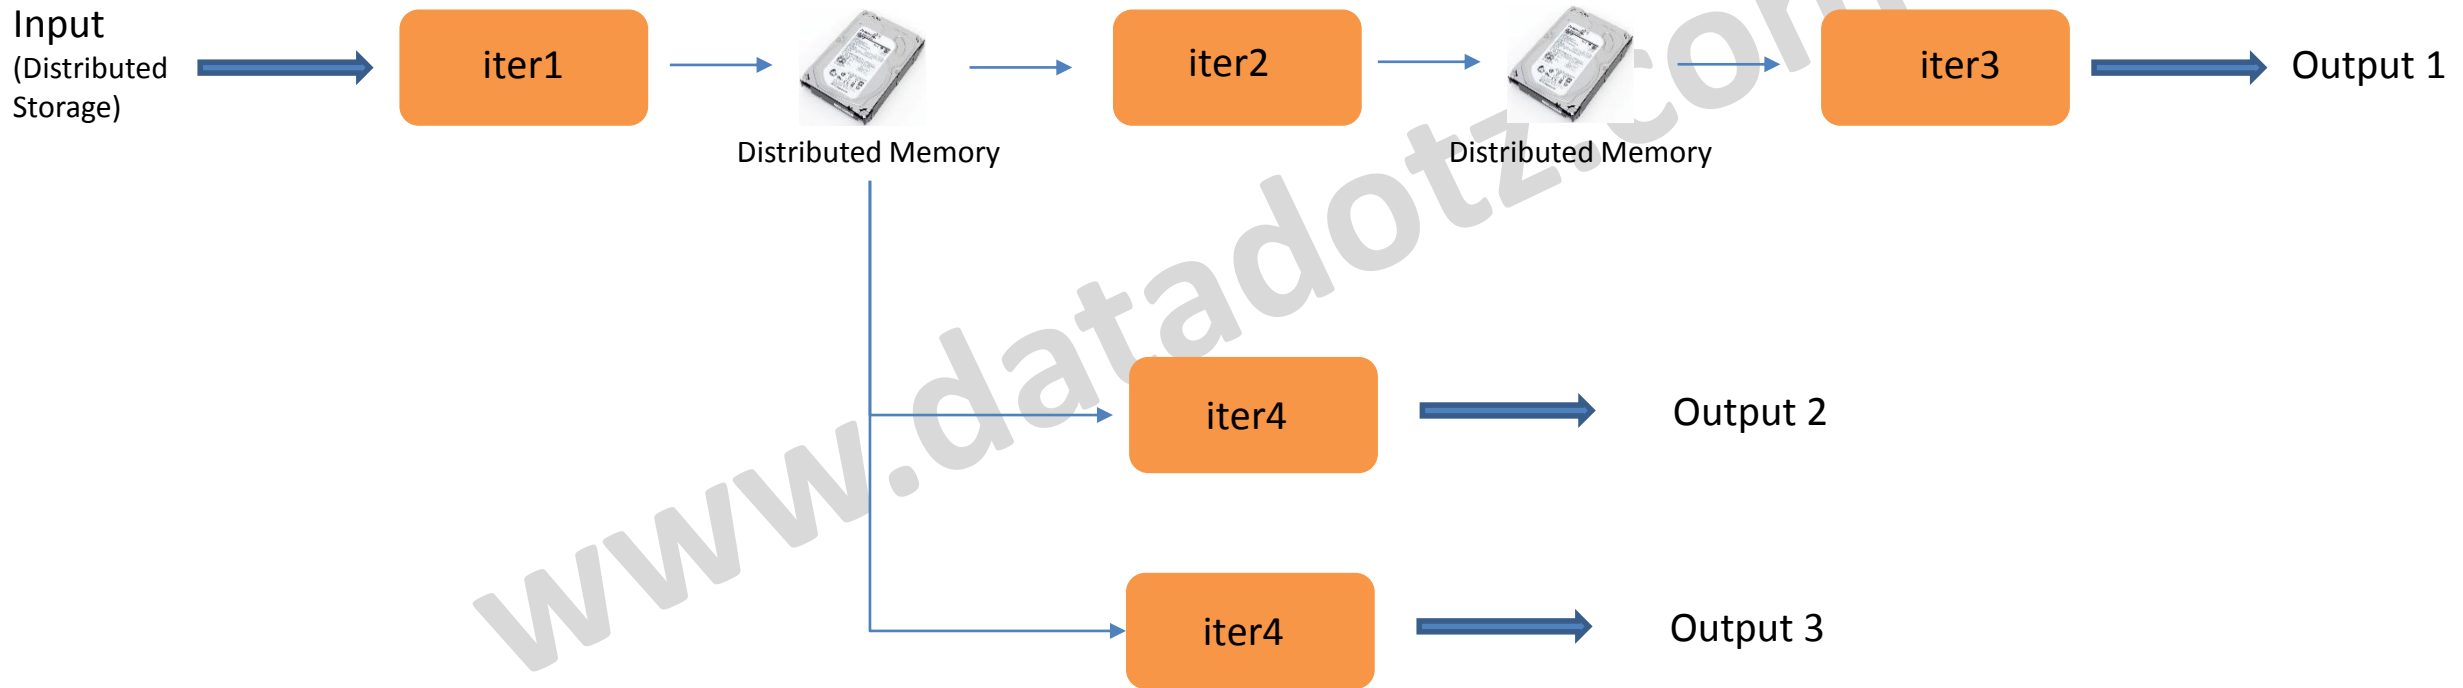 Input
(Distributed
Storage)
iter1
iter2
iter3
Output 1
Distributed Memory
Distributed Memory
iter4
Output 2
iter4
Output 3
www.datadotz.com